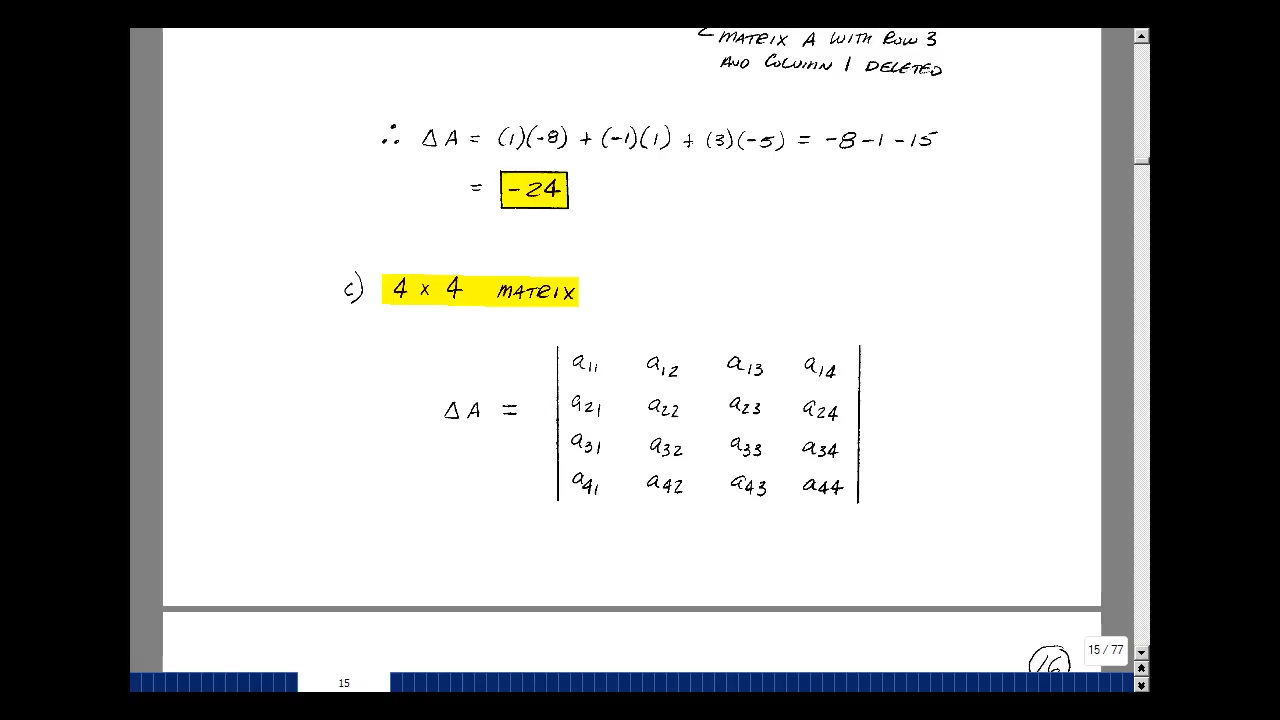 MATRIX A WITH ROW 3
AND COLUMN 1 DELETED
∴ ΔA = (1)(-8) + (-1)(1) + (3)(-5) = -8 -1 -15
= -24
c) 4 x 4 MATRIX
a11 a12 a13 a14
a21 a22 a23 a24
ΔA =
a31 a32 a33 a34
a41 a42 a43 a44
16
15 / 77
15